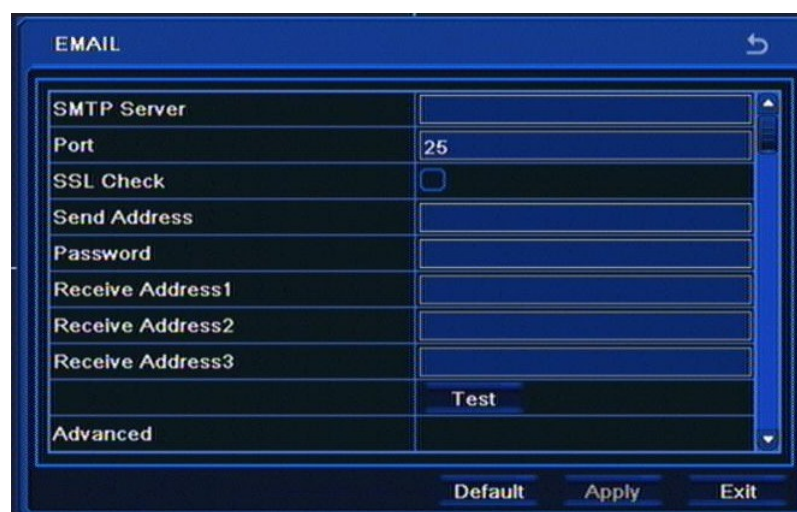 EMAIL
SMTP Server
Port 25
SSL Check
Send Address
Password
Receive Address1
Receive Address2
Receive Address3
Test
Advanced
Default Apply Exit